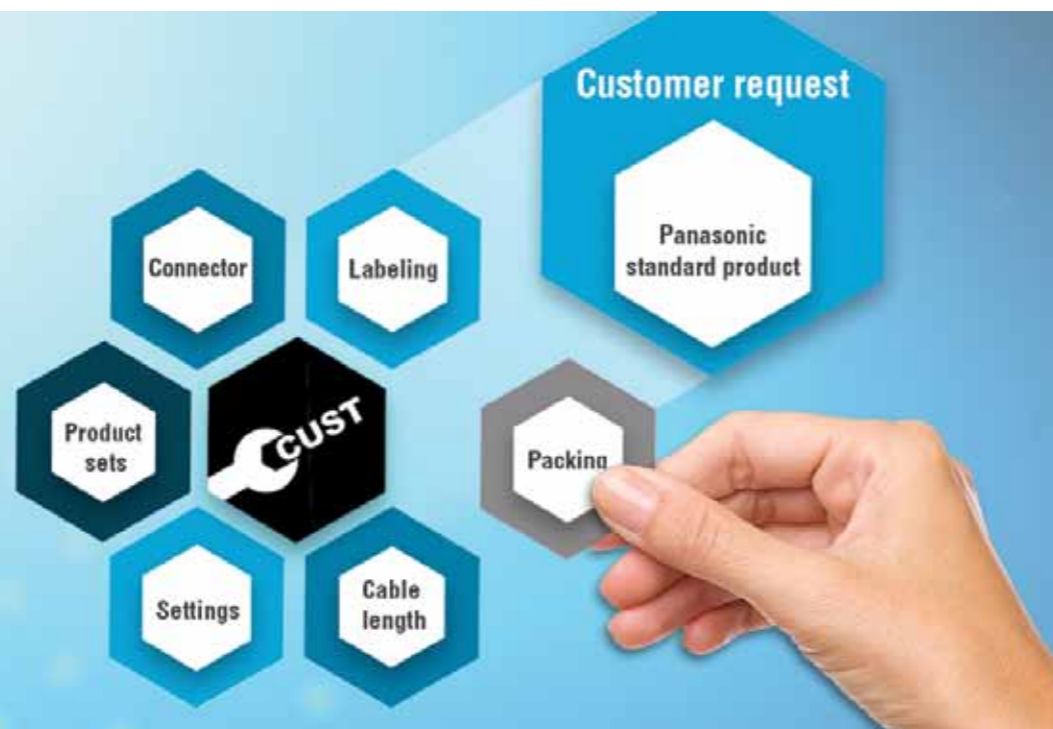 Customer request
Panasonic
standard product
Connector
Labeling
Product
sets
CUST
Packing
Settings
Cable
length